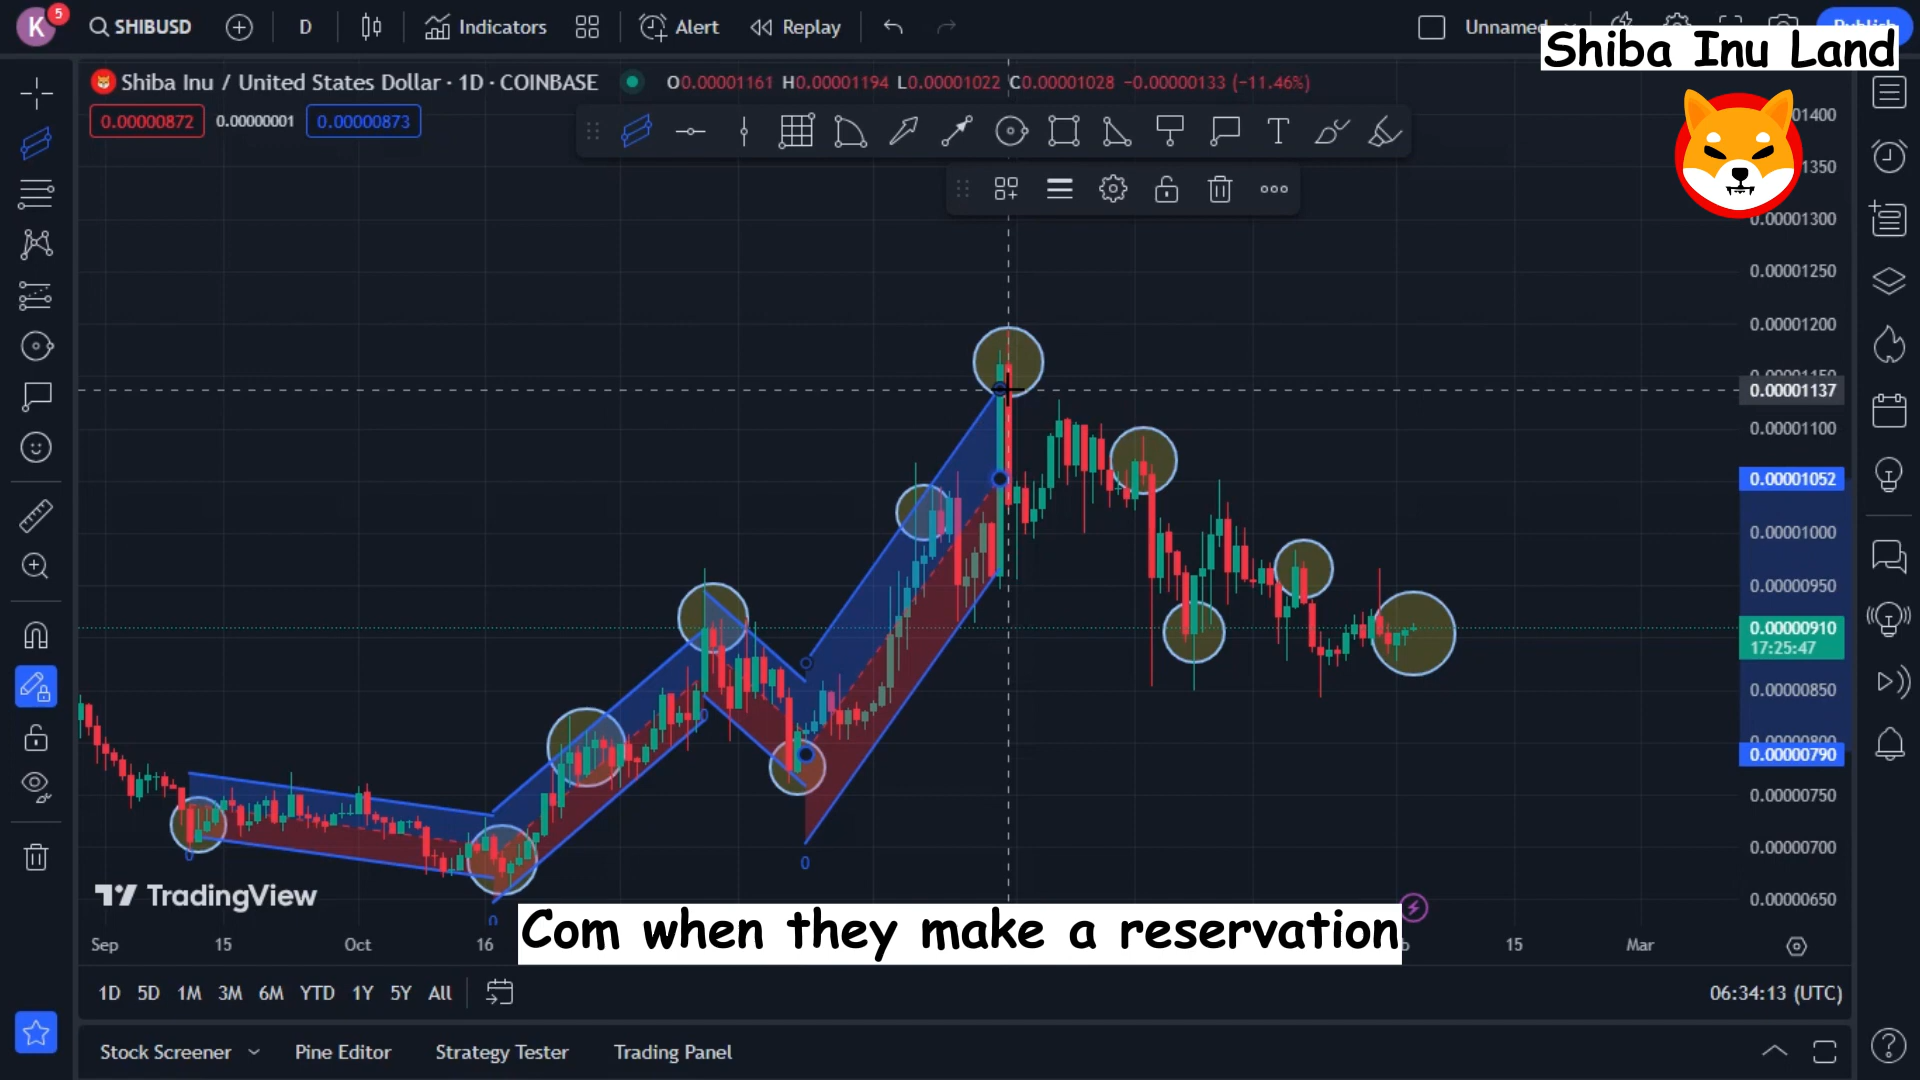 K
5
SHIBUSD
D
Indicators
Alert
Replay
Unnamed
Publish
Shiba Inu Land
Shiba Inu / United States Dollar · 1D · COINBASE
O0.00001161 H0.00001194 L0.00001022 C0.00001028 −0.00000133 (−11.46%)
0.00000872
0.00000001
0.00000873
T
0.00001300
0.00001250
0.00001200
0.00001137
0.00001100
0.00001052
0.00001000
0.00000950
0.00000910
17:25:47
0.00000850
0.00000790
0.00000750
0.00000700
0.00000650
0
0
0
0
TradingView
Com when they make a reservation
Sep
15
Oct
16
15
Mar
1D
5D
1M
3M
6M
YTD
1Y
5Y
All
06:34:13 (UTC)
Stock Screener
Pine Editor
Strategy Tester
Trading Panel